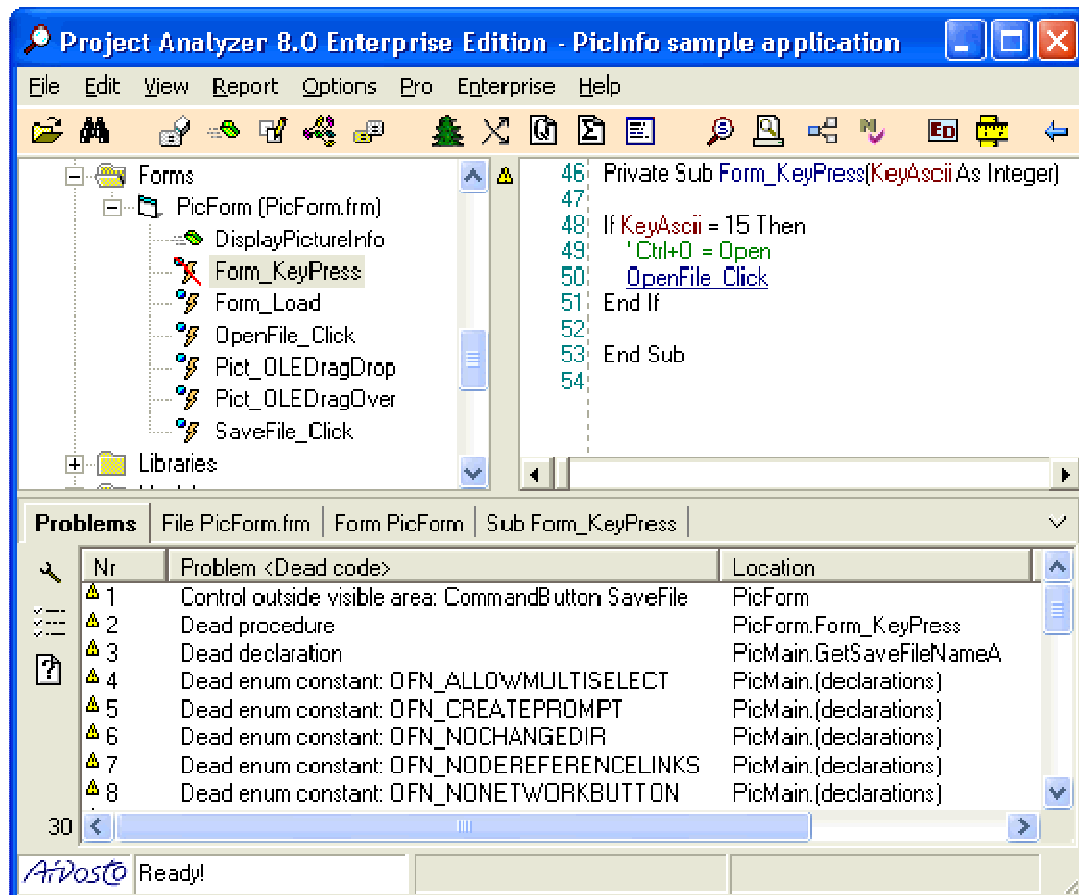 Project Analyzer 8.0 Enterprise Edition - PicInfo sample application
File Edit View Report Options Pro Enterprise Help
Forms
PicForm (PicForm.frm)
DisplayPictureInfo
Form_KeyPress
Form_Load
OpenFile_Click
Pict_OLEDragDrop
Pict_OLEDragOver
SaveFile_Click
Libraries
46 Private Sub Form_KeyPress(KeyAscii As Integer)
47
48 If KeyAscii = 15 Then
49 ' Ctrl+O = Open
50 OpenFile_Click
51 End If
52
53 End Sub
54
Problems File PicForm.frm Form PicForm Sub Form_KeyPress
Nr Problem <Dead code> Location
1 Control outside visible area: CommandButton SaveFile PicForm
2 Dead procedure PicForm.Form_KeyPress
3 Dead declaration PicMain.GetSaveFileNameA
4 Dead enum constant: OFN_ALLOWMULTISELECT PicMain.(declarations)
5 Dead enum constant: OFN_CREATEPROMPT PicMain.(declarations)
6 Dead enum constant: OFN_NOCHANGEDIR PicMain.(declarations)
7 Dead enum constant: OFN_NODEREFERENCELINKS PicMain.(declarations)
8 Dead enum constant: OFN_NONETWORKBUTTON PicMain.(declarations)
30
Aivosto Ready!